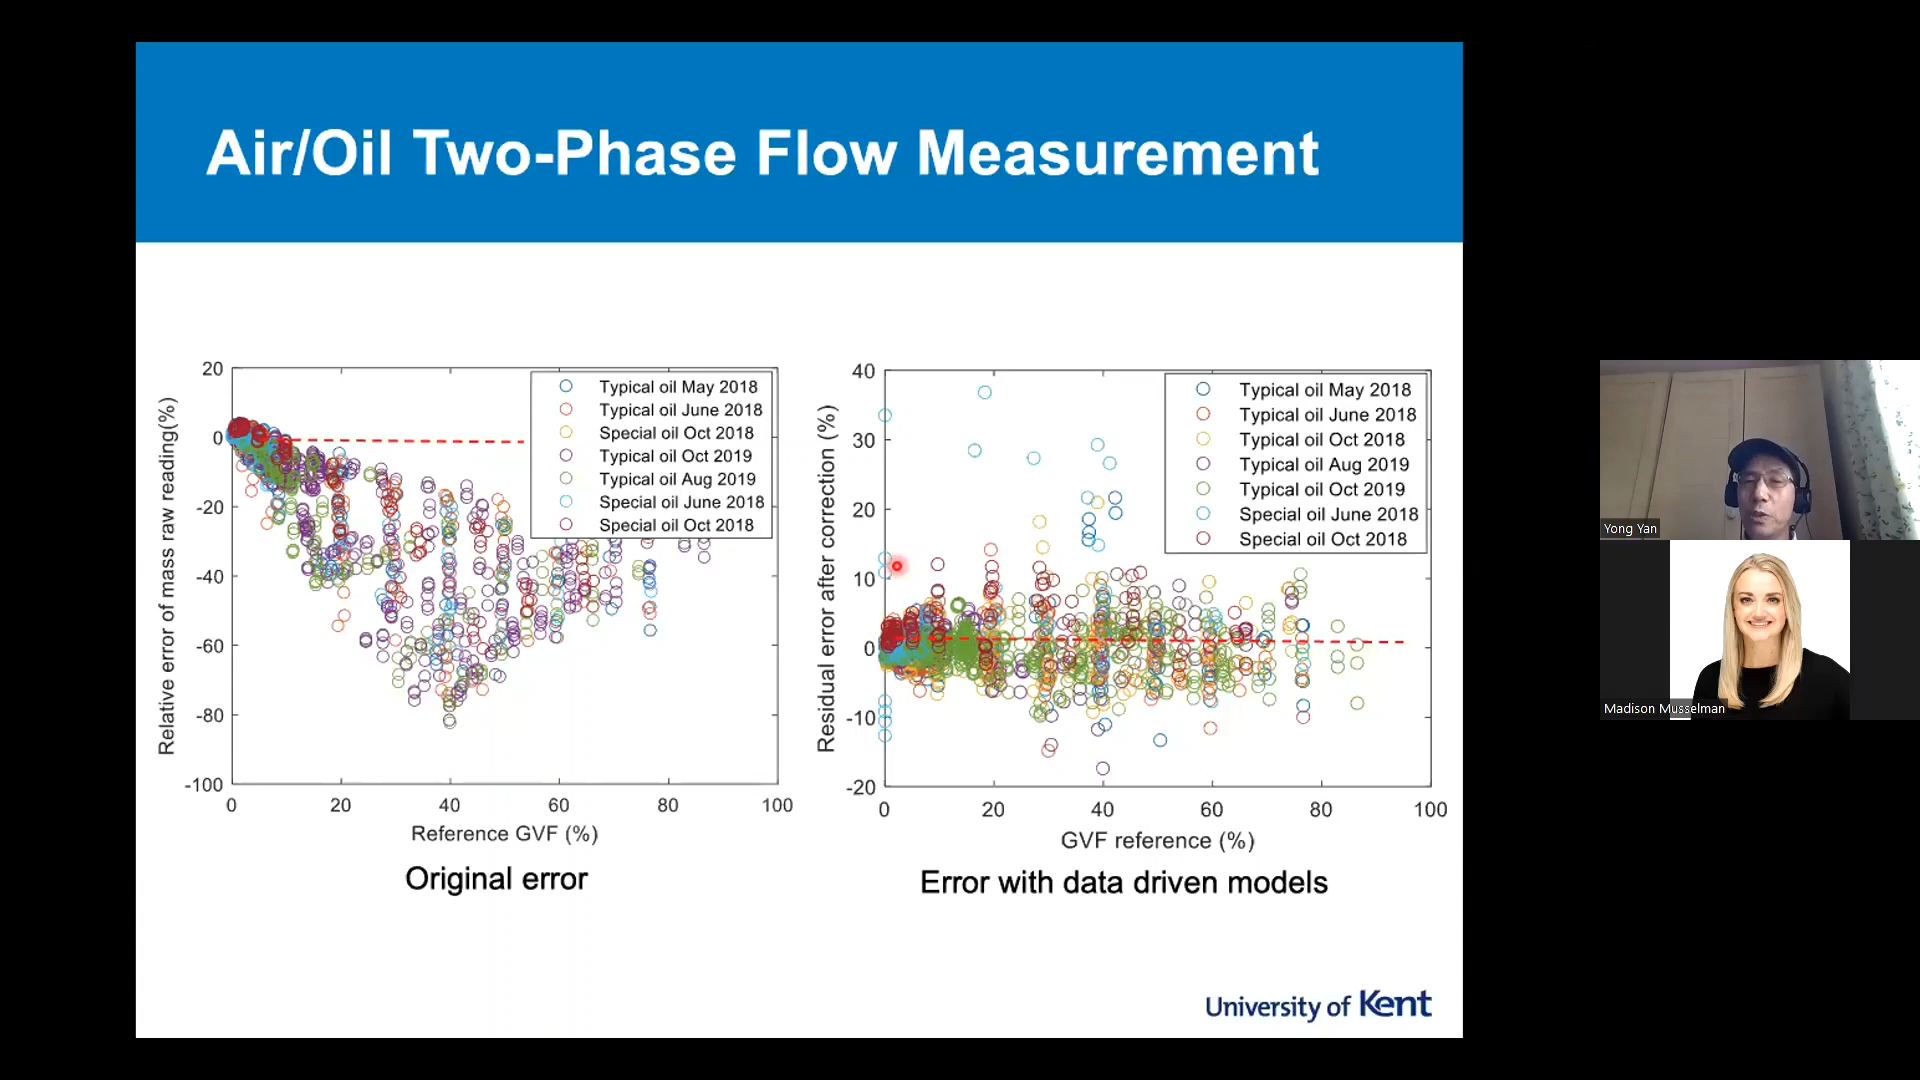 Air/Oil Two-Phase Flow Measurement
20
0
-20
-40
-60
-80
-100
0 20 40 60 80 100
Relative error of mass raw reading(%)
Reference GVF (%)
Typical oil May 2018
Typical oil June 2018
Special oil Oct 2018
Typical oil Oct 2019
Typical oil Aug 2019
Special oil June 2018
Special oil Oct 2018
Original error
40
30
20
10
0
-10
-20
0 20 40 60 80 100
Residual error after correction (%)
GVF reference (%)
Typical oil May 2018
Typical oil June 2018
Typical oil Oct 2018
Typical oil Aug 2019
Typical oil Oct 2019
Special oil June 2018
Special oil Oct 2018
Error with data driven models
University of Kent
Yong Yan
Madison Musselman